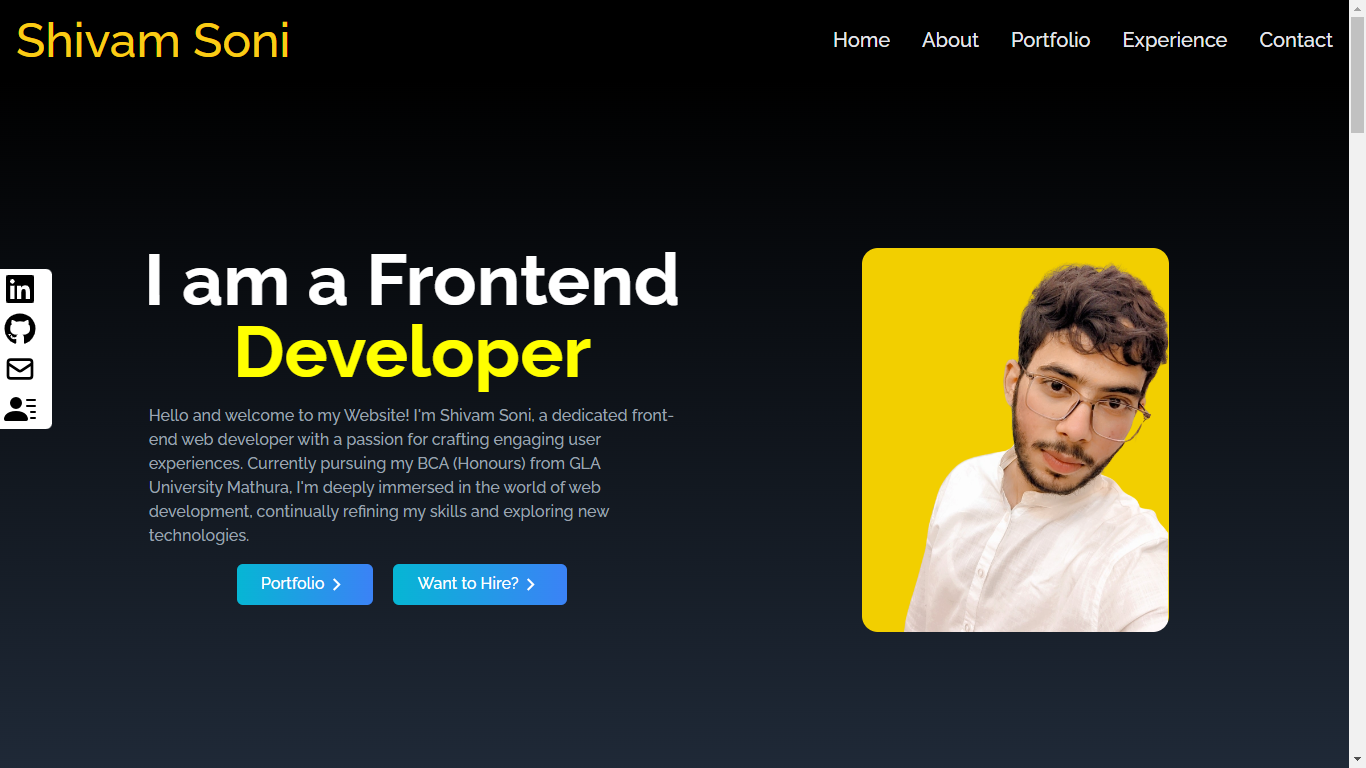 Shivam Soni
Home About Portfolio Experience Contact
I am a Frontend
Developer
Hello and welcome to my Website! I'm Shivam Soni, a dedicated front-
end web developer with a passion for crafting engaging user
experiences. Currently pursuing my BCA (Honours) from GLA
University Mathura, I'm deeply immersed in the world of web
development, continually refining my skills and exploring new
technologies.
Portfolio
Want to Hire?